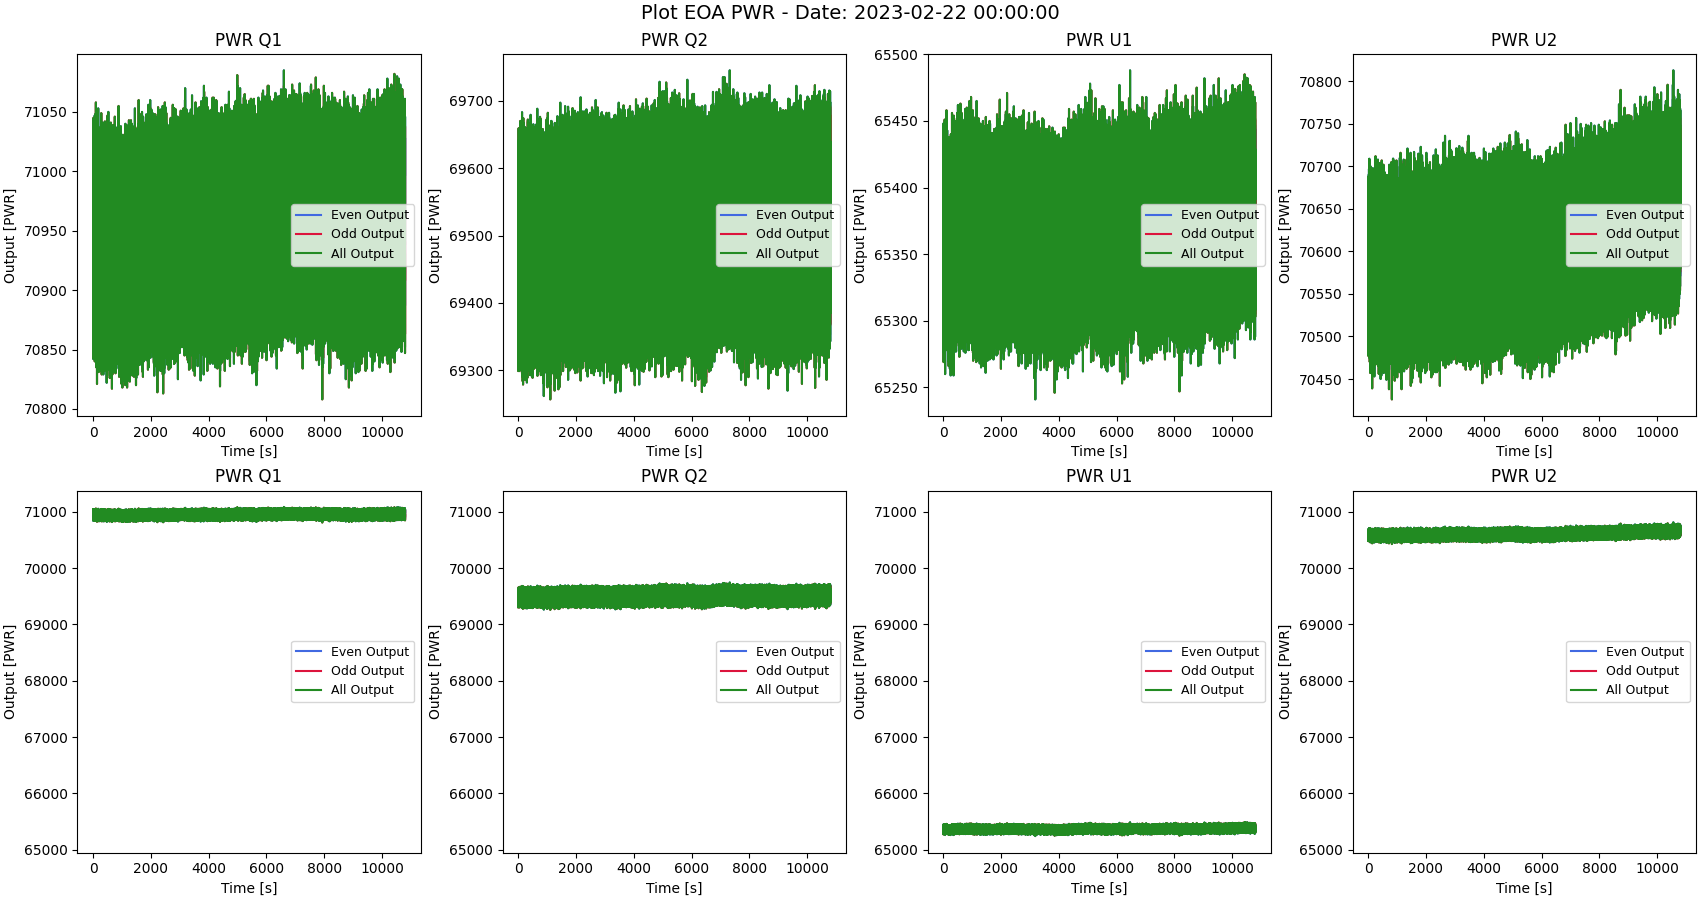 Plot EOA PWR - Date: 2023-02-22 00:00:00
PWR Q1
Output [PWR]
71050
71000
70950
70900
70850
70800
Even Output
Odd Output
All Output
0 2000 4000 6000 8000 10000
Time [s]
PWR Q2
Output [PWR]
69700
69600
69500
69400
69300
Even Output
Odd Output
All Output
0 2000 4000 6000 8000 10000
Time [s]
PWR U1
Output [PWR]
65500
65450
65400
65350
65300
65250
Even Output
Odd Output
All Output
0 2000 4000 6000 8000 10000
Time [s]
PWR U2
Output [PWR]
70800
70750
70700
70650
70600
70550
70500
70450
Even Output
Odd Output
All Output
0 2000 4000 6000 8000 10000
Time [s]
PWR Q1
Output [PWR]
71000
70000
69000
68000
67000
66000
65000
Even Output
Odd Output
All Output
0 2000 4000 6000 8000 10000
Time [s]
PWR Q2
Output [PWR]
71000
70000
69000
68000
67000
66000
65000
Even Output
Odd Output
All Output
0 2000 4000 6000 8000 10000
Time [s]
PWR U1
Output [PWR]
71000
70000
69000
68000
67000
66000
65000
Even Output
Odd Output
All Output
0 2000 4000 6000 8000 10000
Time [s]
PWR U2
Output [PWR]
71000
70000
69000
68000
67000
66000
65000
Even Output
Odd Output
All Output
0 2000 4000 6000 8000 10000
Time [s]